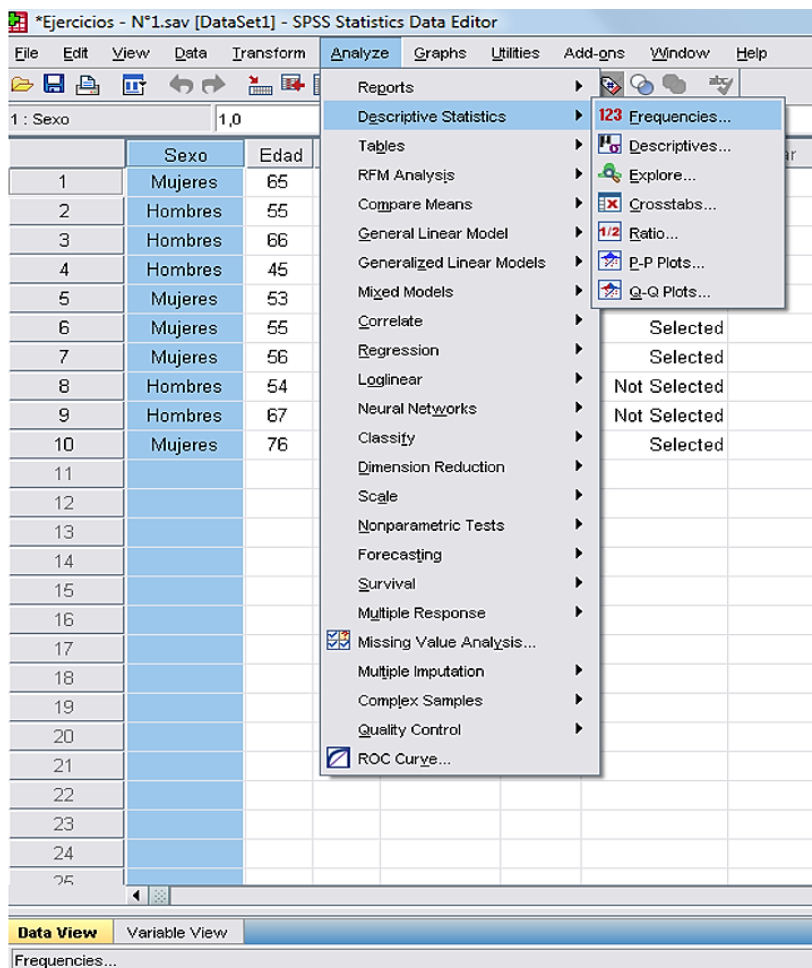 *Ejercicios - N°1.sav [DataSet1] - SPSS Statistics Data Editor
File Edit View Data Transform Analyze Graphs Utilities Add-ons Window Help
1 : Sexo 1,0
Sexo Edad
1 Mujeres 65
2 Hombres 55
3 Hombres 66
4 Hombres 45
5 Mujeres 53
6 Mujeres 55 Selected
7 Mujeres 56 Selected
8 Hombres 54 Not Selected
9 Hombres 67 Not Selected
10 Mujeres 76 Selected
11
12
13
14
15
16
17
18
19
20
21
22
23
24
25
Reports
Descriptive Statistics
Tables
RFM Analysis
Compare Means
General Linear Model
Generalized Linear Models
Mixed Models
Correlate
Regression
Loglinear
Neural Networks
Classify
Dimension Reduction
Scale
Nonparametric Tests
Forecasting
Survival
Multiple Response
Missing Value Analysis...
Multiple Imputation
Complex Samples
Quality Control
ROC Curve...
123 Frequencies...
Descriptives...
Explore...
Crosstabs...
1/2 Ratio...
P-P Plots...
Q-Q Plots...
Data View Variable View
Frequencies...